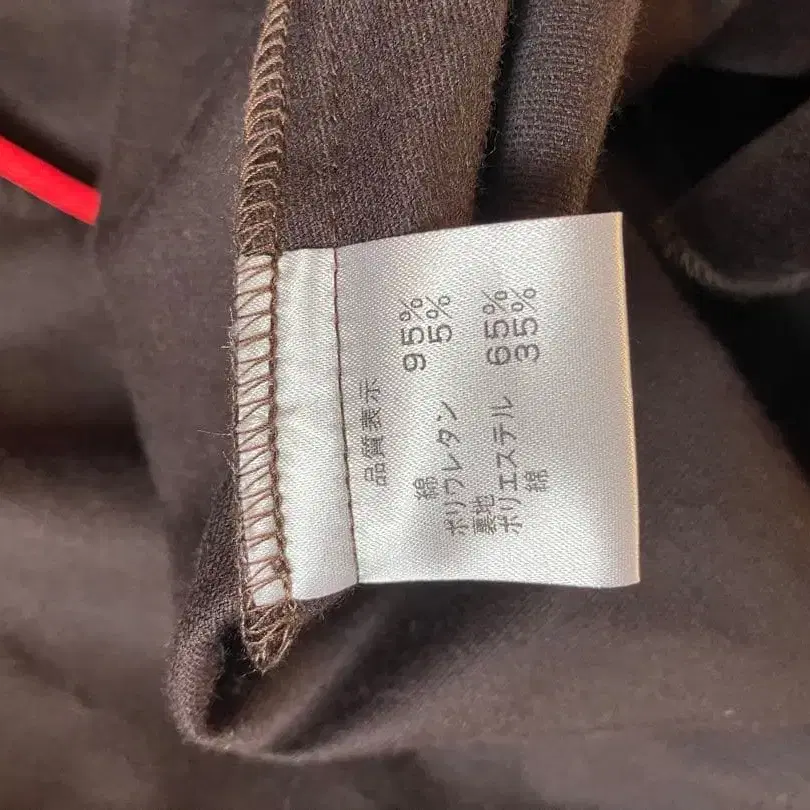 品質表示
綿 95%
ポリウレタン 5%
裏地
ポリエステル 65%
綿 35%